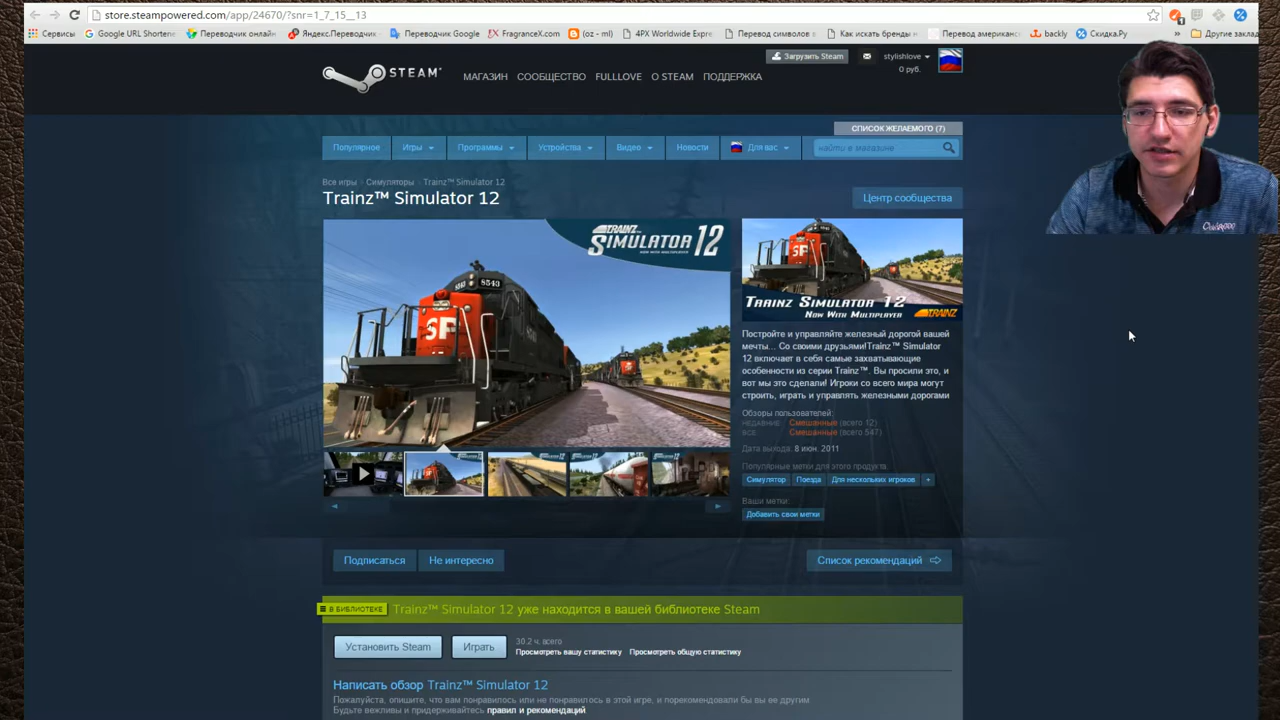 store.steampowered.com/app/24670/?snr=1_7_15__13
Сервисы Google URL Shortene Переводчик онлайн Яндекс.Переводчик Переводчик Google FragranceX.com (oz - ml) 4PX Worldwide Expre Перевод символов в Как искать бренды н Перевод американс backly Скидка.Ру » Другие заклад
STEAM
МАГАЗИН СООБЩЕСТВО FULLLOVE О STEAM ПОДДЕРЖКА
Загрузить Steam stylishlove
0 руб.
СПИСОК ЖЕЛАЕМОГО (7)
Популярное Игры Программы Устройства Видео Новости Для вас найти в магазине
Все игры > Симуляторы > Trainz™ Simulator 12
Trainz™ Simulator 12
Центр сообщества
TRAINZ
SIMULATOR 12
NOW WITH MULTIPLAYER
8543
SP
TRAINZ SIMULATOR 12
NOW WITH MULTIPLAYER
TRAINZ
Постройте и управляйте железный дорогой вашей
мечты... Со своими друзьями!Trainz™ Simulator
12 включает в себя самые захватывающие
особенности из серии Trainz™. Вы просили это, и
вот мы это сделали! Игроки со всего мира могут
строить, играть и управлять железными дорогами
Обзоры пользователей:
НЕДАВНИЕ: Смешанные (всего 12)
ВСЕ: Смешанные (всего 547)
Дата выхода: 8 июн. 2011
Популярные метки для этого продукта:
Симулятор Поезда Для нескольких игроков +
Ваши метки:
Добавить свои метки
Подписаться Не интересно Список рекомендаций
В БИБЛИОТЕКЕ Trainz™ Simulator 12 уже находится в вашей библиотеке Steam
Установить Steam Играть
30.2 ч. всего
Просмотреть вашу статистику Просмотреть общую статистику
Написать обзор Trainz™ Simulator 12
Пожалуйста, опишите, что вам понравилось или не понравилось в этой игре, и порекомендовали бы вы ее другим
Будьте вежливы и придерживайтесь правил и рекомендаций